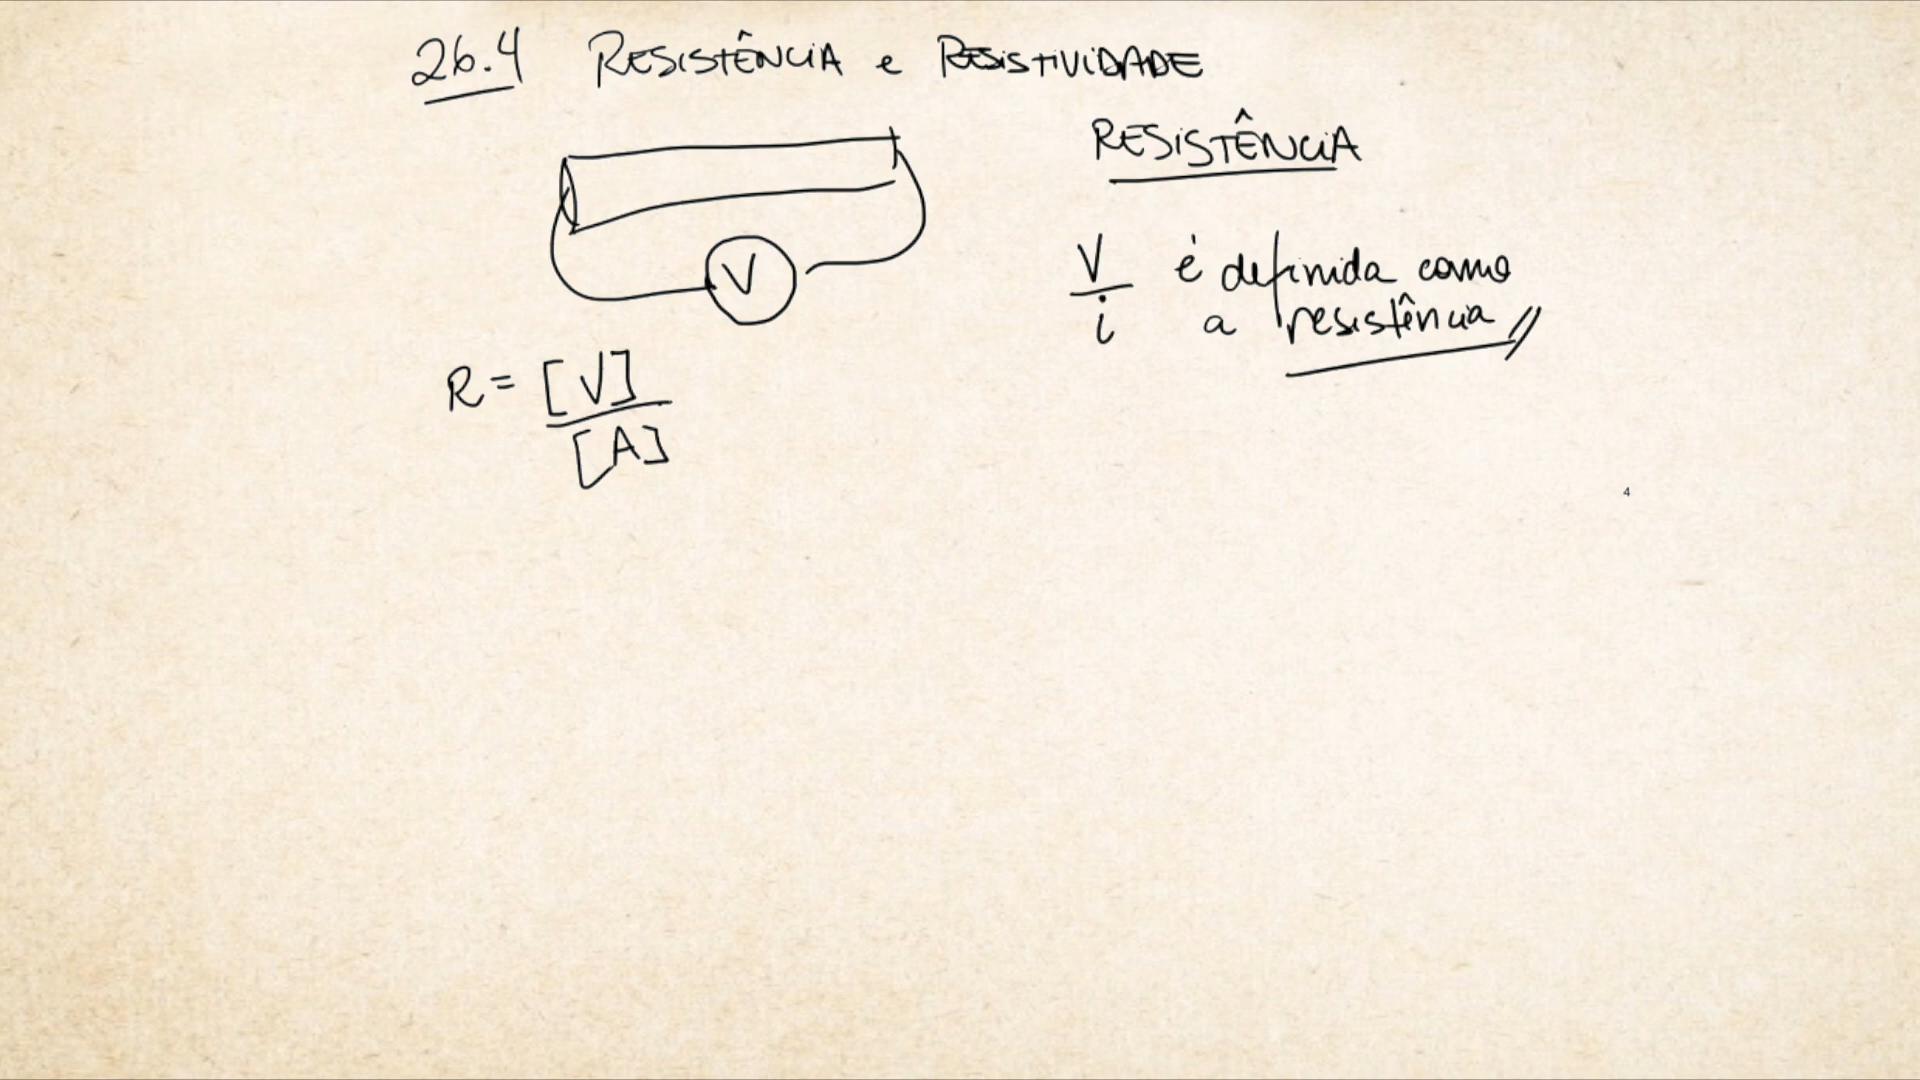 26.4 RESISTÊNCIA e RESISTIVIDADE
RESISTÊNCIA
V
V/i é definida como
a resistência //
R = [V]/[A]
4